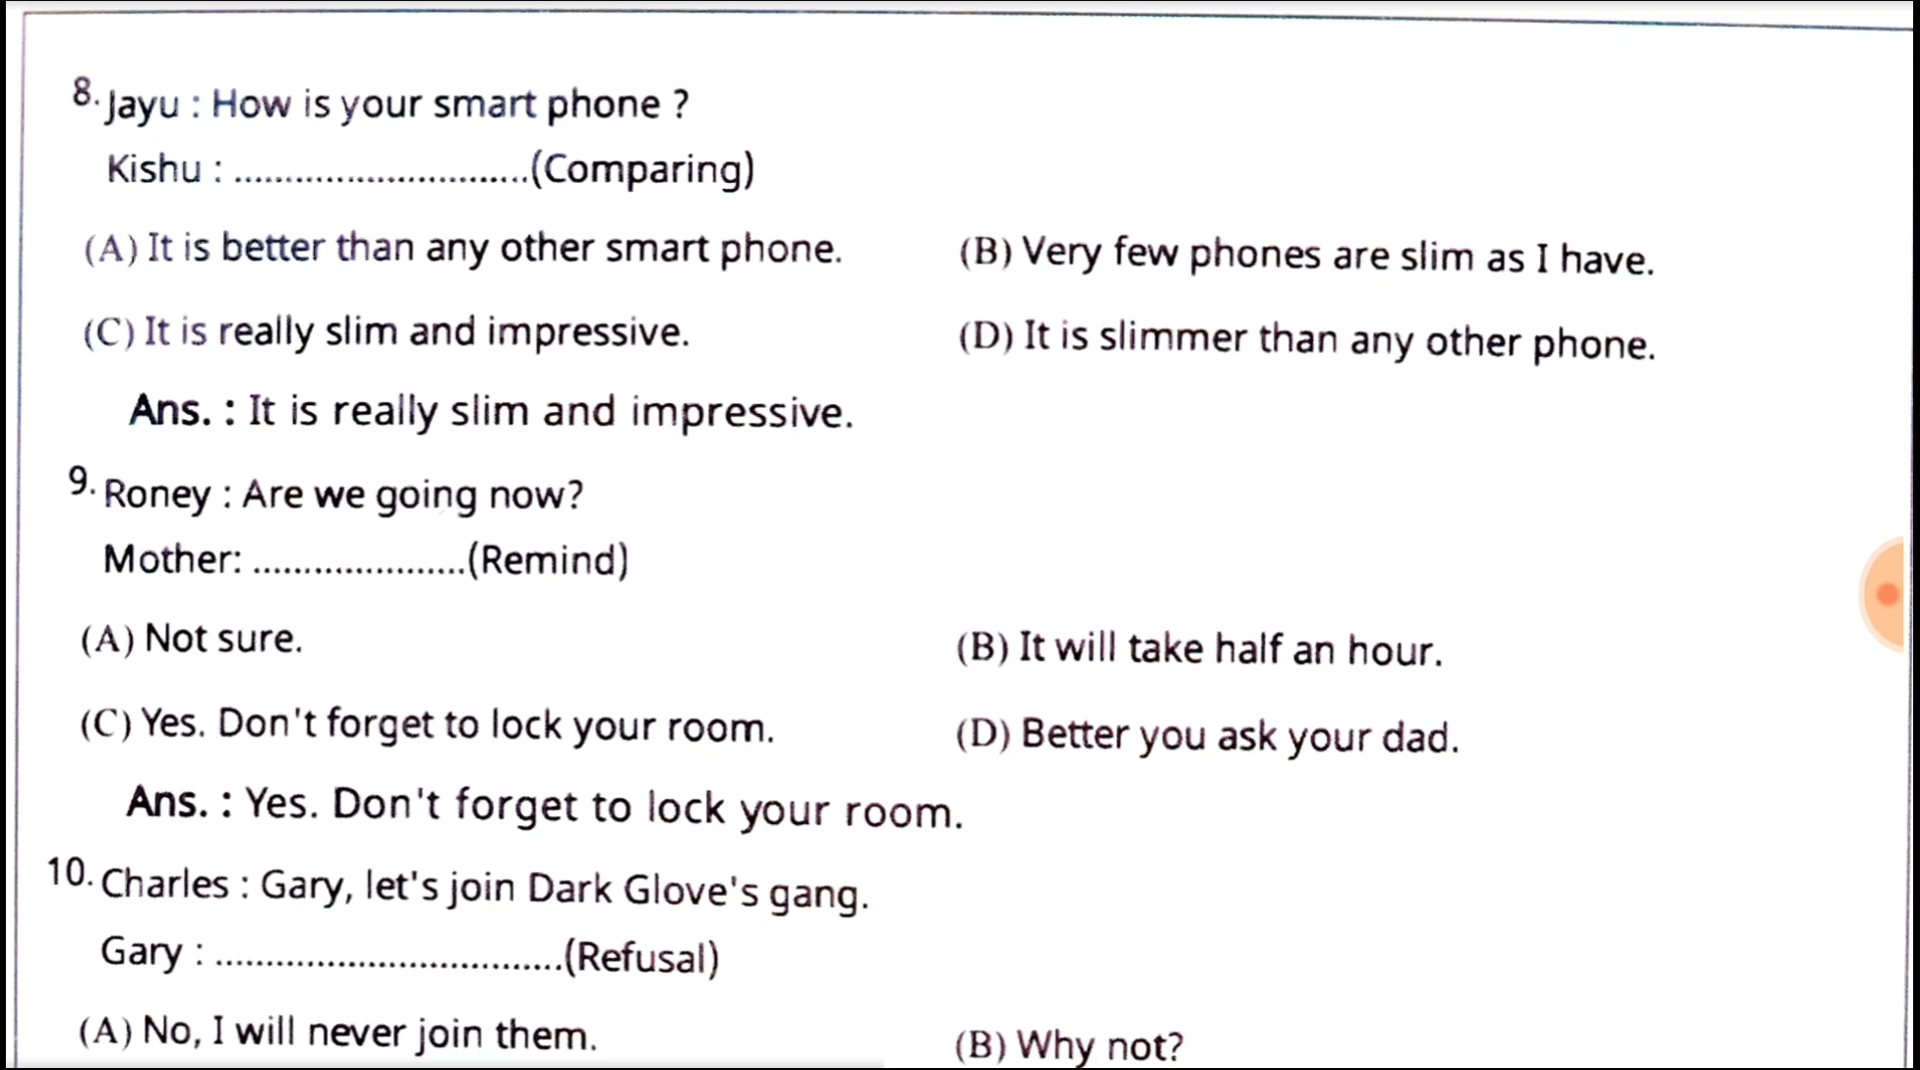 8. Jayu : How is your smart phone ?
Kishu : .............................(Comparing)
(A) It is better than any other smart phone. (B) Very few phones are slim as I have.
(C) It is really slim and impressive. (D) It is slimmer than any other phone.
Ans. : It is really slim and impressive.
9. Roney : Are we going now?
Mother: .....................(Remind)
(A) Not sure. (B) It will take half an hour.
(C) Yes. Don't forget to lock your room. (D) Better you ask your dad.
Ans. : Yes. Don't forget to lock your room.
10. Charles : Gary, let's join Dark Glove's gang.
Gary : ..................................(Refusal)
(A) No, I will never join them. (B) Why not?